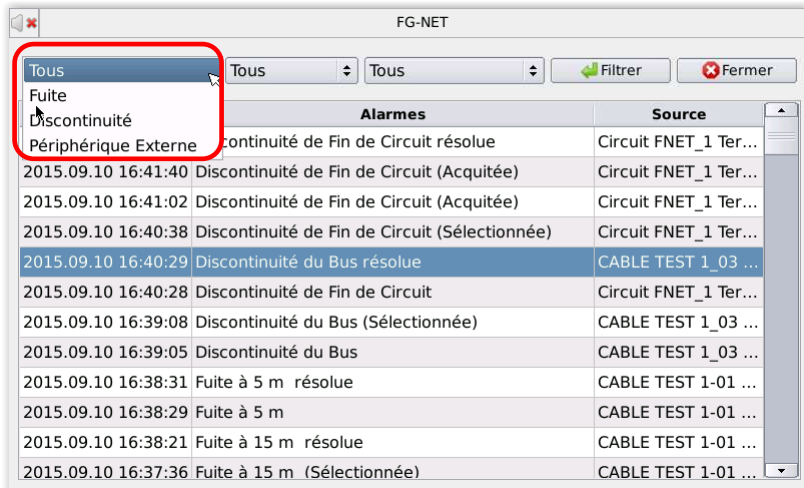 FG-NET
Tous Tous Tous Filtrer Fermer
Fuite
Discontinuité
Périphérique Externe
Alarmes Source
continuité de Fin de Circuit résolue Circuit FNET_1 Ter...
2015.09.10 16:41:40 Discontinuité de Fin de Circuit (Acquitée) Circuit FNET_1 Ter...
2015.09.10 16:41:02 Discontinuité de Fin de Circuit (Acquitée) Circuit FNET_1 Ter...
2015.09.10 16:40:38 Discontinuité de Fin de Circuit (Sélectionnée) Circuit FNET_1 Ter...
2015.09.10 16:40:29 Discontinuité du Bus résolue CABLE TEST 1_03 ...
2015.09.10 16:40:28 Discontinuité de Fin de Circuit Circuit FNET_1 Ter...
2015.09.10 16:39:08 Discontinuité du Bus (Sélectionnée) CABLE TEST 1_03 ...
2015.09.10 16:39:05 Discontinuité du Bus CABLE TEST 1_03 ...
2015.09.10 16:38:31 Fuite à 5 m résolue CABLE TEST 1-01 ...
2015.09.10 16:38:29 Fuite à 5 m CABLE TEST 1-01 ...
2015.09.10 16:38:21 Fuite à 15 m résolue CABLE TEST 1-01 ...
2015.09.10 16:37:36 Fuite à 15 m (Sélectionnée) CABLE TEST 1-01 ...